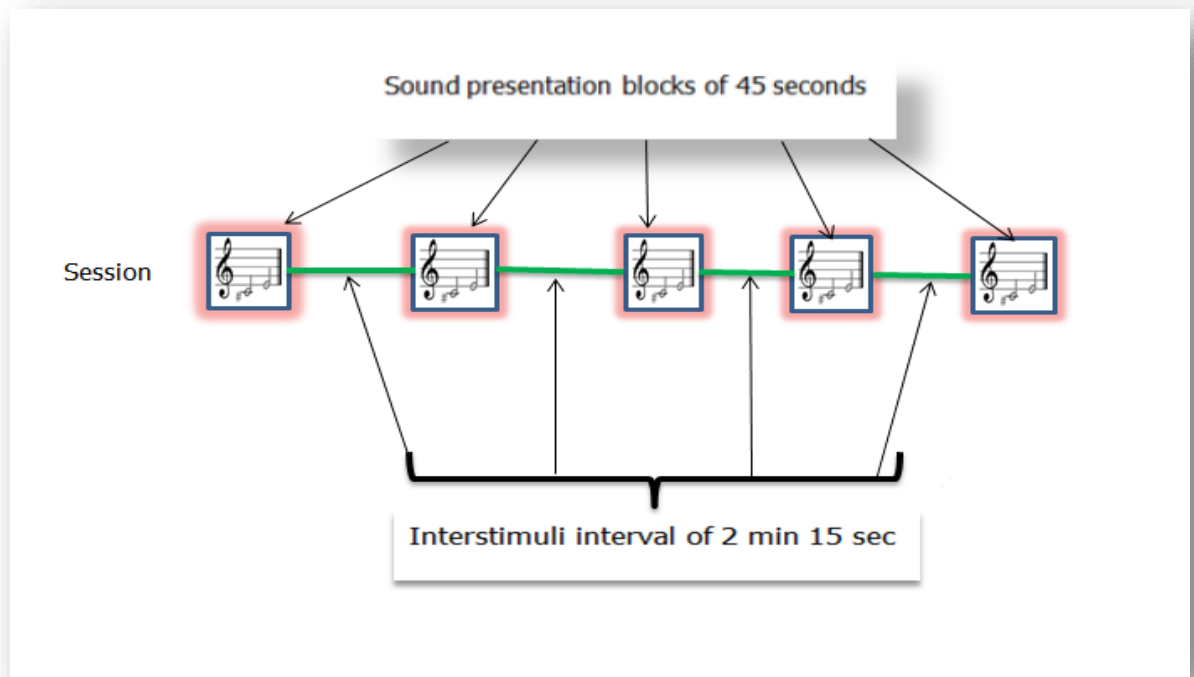 Sound presentation blocks of 45 seconds
Session
Interstimuli interval of 2 min 15 sec